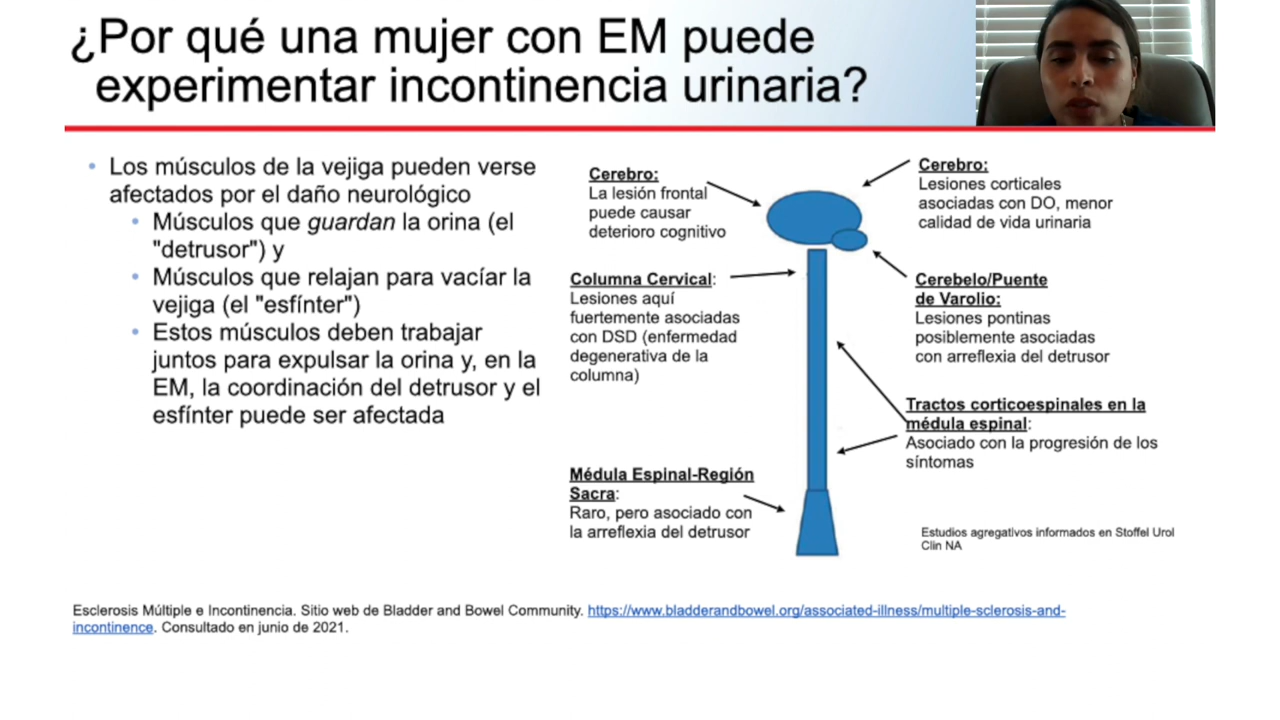 ¿Por qué una mujer con EM puede
experimentar incontinencia urinaria?
• Los músculos de la vejiga pueden verse
afectados por el daño neurológico
• Músculos que guardan la orina (el
"detrusor") y
• Músculos que relajan para vacíar la
vejiga (el "esfínter")
• Estos músculos deben trabajar
juntos para expulsar la orina y, en la
EM, la coordinación del detrusor y el
esfínter puede ser afectada
Cerebro:
La lesión frontal
puede causar
deterioro cognitivo
Columna Cervical:
Lesiones aquí
fuertemente asociadas
con DSD (enfermedad
degenerativa de la
columna)
Médula Espinal-Región
Sacra:
Raro, pero asociado con
la arreflexia del detrusor
Cerebro:
Lesiones corticales
asociadas con DO, menor
calidad de vida urinaria
Cerebelo/Puente
de Varolio:
Lesiones pontinas
posiblemente asociadas
con arreflexia del detrusor
Tractos corticoespinales en la
médula espinal:
Asociado con la progresión de los
síntomas
Estudios agregativos informados en Stoffel Urol
Clin NA
Esclerosis Múltiple e Incontinencia. Sitio web de Bladder and Bowel Community. https://www.bladderandbowel.org/associated-illness/multiple-sclerosis-and-
incontinence. Consultado en junio de 2021.